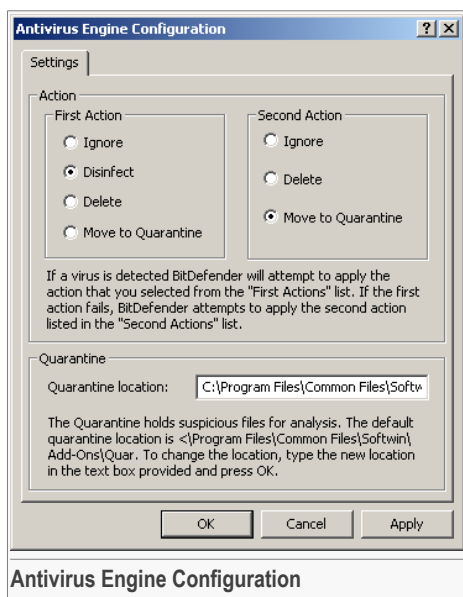 Antivirus Engine Configuration
Settings
Action
First Action
Ignore
Disinfect
Delete
Move to Quarantine
Second Action
Ignore
Delete
Move to Quarantine
If a virus is detected BitDefender will attempt to apply the
action that you selected from the "First Actions" list. If the first
action fails, BitDefender attempts to apply the second action
listed in the "Second Actions" list.
Quarantine
Quarantine location: C:\Program Files\Common Files\Softw
The Quarantine holds suspicious files for analysis. The default
quarantine location is <\Program Files\Common Files\Softwin\
Add-Ons\Quar. To change the location, type the new location
in the text box provided and press OK.
OK Cancel Apply
Antivirus Engine Configuration